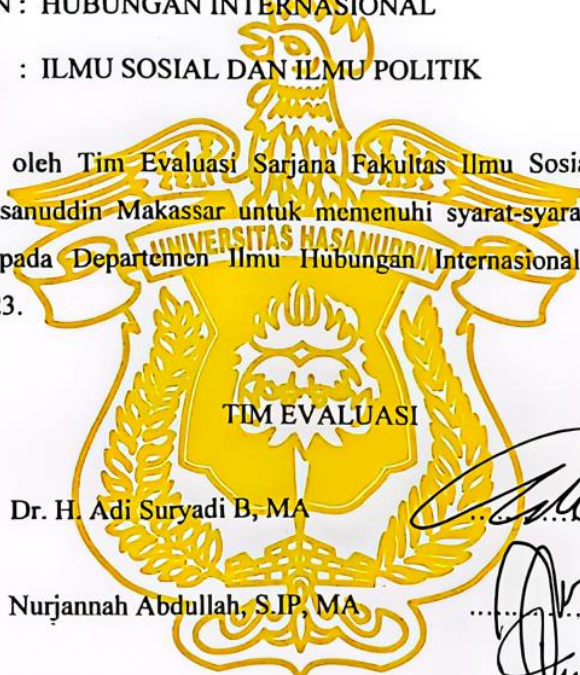 N : HUBUNGAN INTERNASIONAL
: ILMU SOSIAL DAN ILMU POLITIK
oleh Tim Evaluasi Sarjana Fakultas Ilmu Sosia
sanuddin Makassar untuk memenuhi syarat-syara
pada Departemen Ilmu Hubungan Internasional
UNIVERSITAS HASANUDDIN
23.
TIM EVALUASI
Dr. H. Adi Suryadi B, MA
Nurjannah Abdullah, S.IP, MA